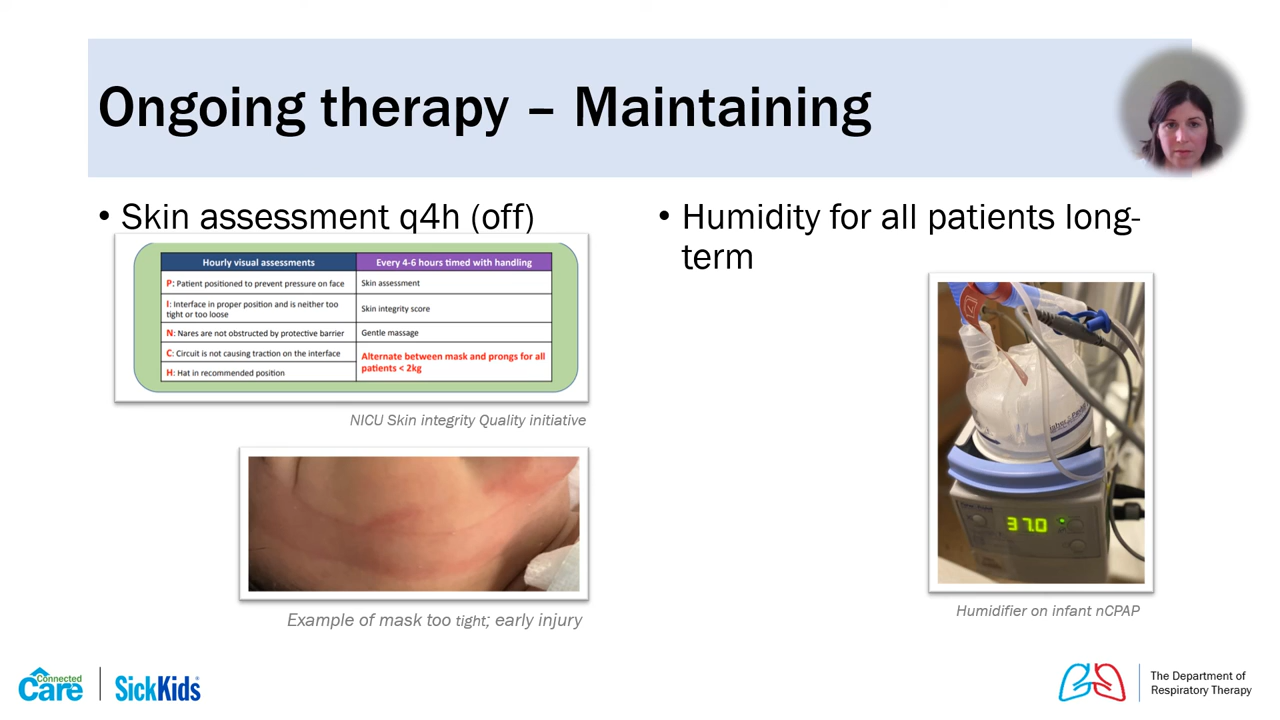 Ongoing therapy – Maintaining
• Skin assessment q4h (off)
Hourly visual assessments
Every 4-6 hours timed with handling
P: Patient positioned to prevent pressure on face
Skin assessment
I: Interface in proper position and is neither too
tight or too loose
Skin integrity score
N: Nares are not obstructed by protective barrier
Gentle massage
C: Circuit is not causing traction on the interface
Alternate between mask and prongs for all
patients < 2kg
H: Hat in recommended position
NICU Skin integrity Quality initiative
Example of mask too tight; early injury
• Humidity for all patients long-
term
37.0
Humidifier on infant nCPAP
Connected
Care
SickKids
The Department of
Respiratory Therapy